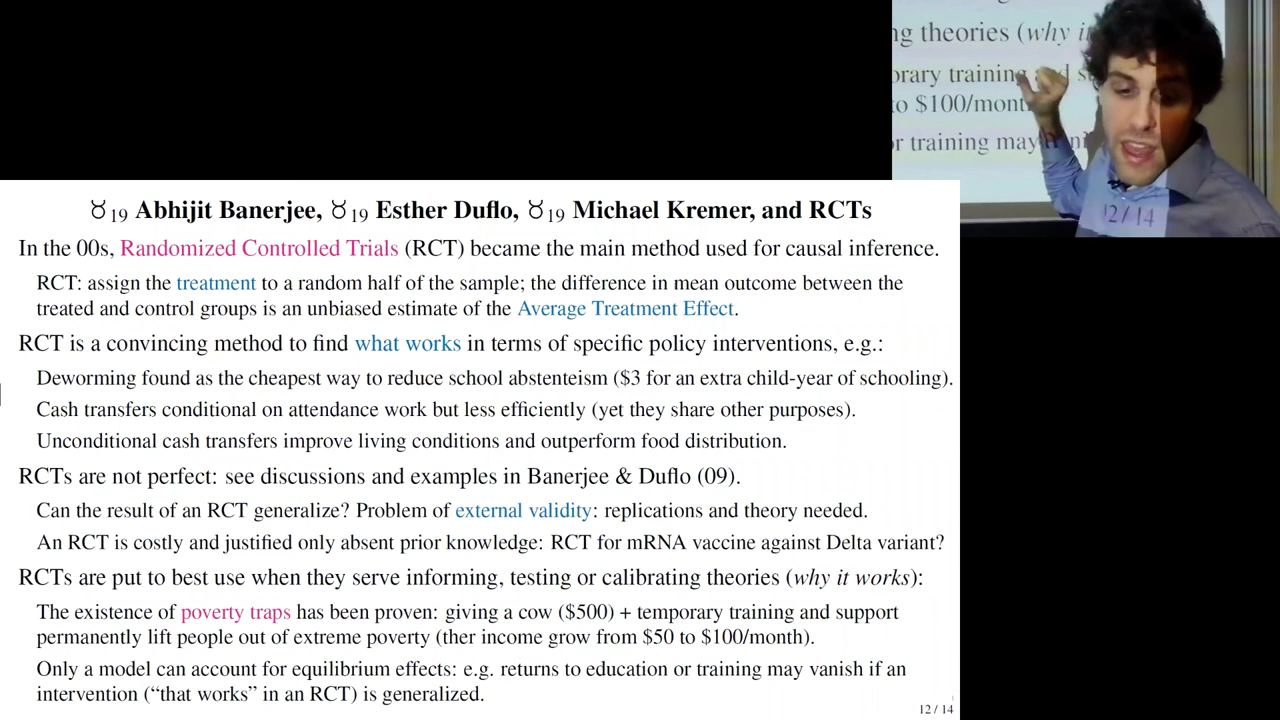 ng theories (why it
orary training and s
to $100/mont
r training may
12/14
♉19 Abhijit Banerjee, ♉19 Esther Duflo, ♉19 Michael Kremer, and RCTs
In the 00s, Randomized Controlled Trials (RCT) became the main method used for causal inference.
RCT: assign the treatment to a random half of the sample; the difference in mean outcome between the
treated and control groups is an unbiased estimate of the Average Treatment Effect.
RCT is a convincing method to find what works in terms of specific policy interventions, e.g.:
Deworming found as the cheapest way to reduce school abstenteism ($3 for an extra child-year of schooling).
Cash transfers conditional on attendance work but less efficiently (yet they share other purposes).
Unconditional cash transfers improve living conditions and outperform food distribution.
RCTs are not perfect: see discussions and examples in Banerjee & Duflo (09).
Can the result of an RCT generalize? Problem of external validity: replications and theory needed.
An RCT is costly and justified only absent prior knowledge: RCT for mRNA vaccine against Delta variant?
RCTs are put to best use when they serve informing, testing or calibrating theories (why it works):
The existence of poverty traps has been proven: giving a cow ($500) + temporary training and support
permanently lift people out of extreme poverty (ther income grow from $50 to $100/month).
Only a model can account for equilibrium effects: e.g. returns to education or training may vanish if an
intervention (“that works” in an RCT) is generalized.
12 / 14